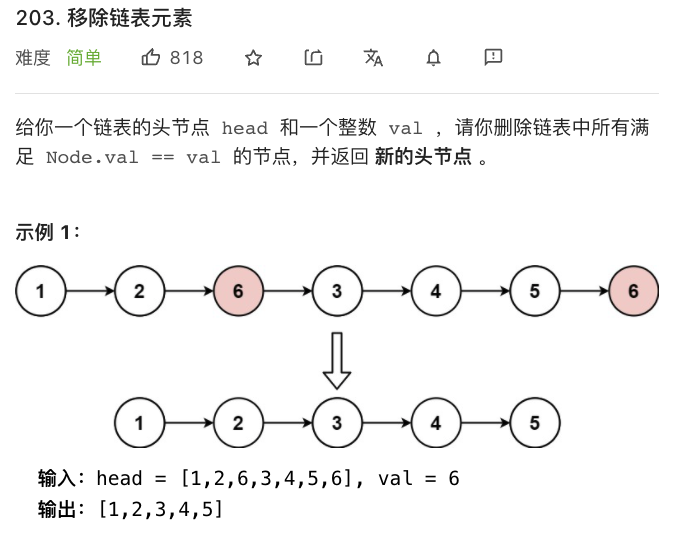 203. 移除链表元素
难度 简单 818
给你一个链表的头节点 head 和一个整数 val ，请你删除链表中所有满
足 Node.val == val 的节点，并返回 新的头节点 。
示例 1：
1 2 6 3 4 5 6
1 2 3 4 5
输入：head = [1,2,6,3,4,5,6], val = 6
输出：[1,2,3,4,5]